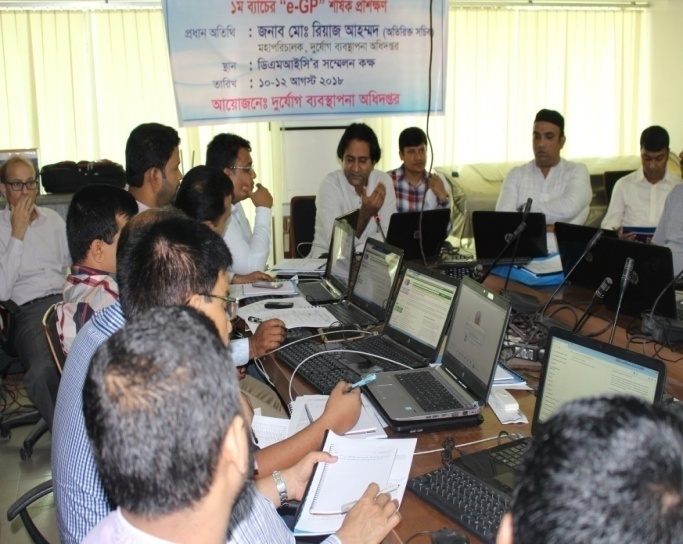 ১ম ব্যাচের “e-GP” শীর্ষক প্রশিক্ষণ
প্রধান অতিথি : জনাব মোঃ রিয়াজ আহম্মদ (অতিরিক্ত সচিব)
মহাপরিচালক, দুর্যোগ ব্যবস্থাপনা অধিদপ্তর
স্থান : ডিএমআইসি'র সম্মেলন কক্ষ
তারিখ : ১০-১২ আগস্ট ২০১৮
আয়োজনেঃ দুর্যোগ ব্যবস্থাপনা অধিদপ্তর